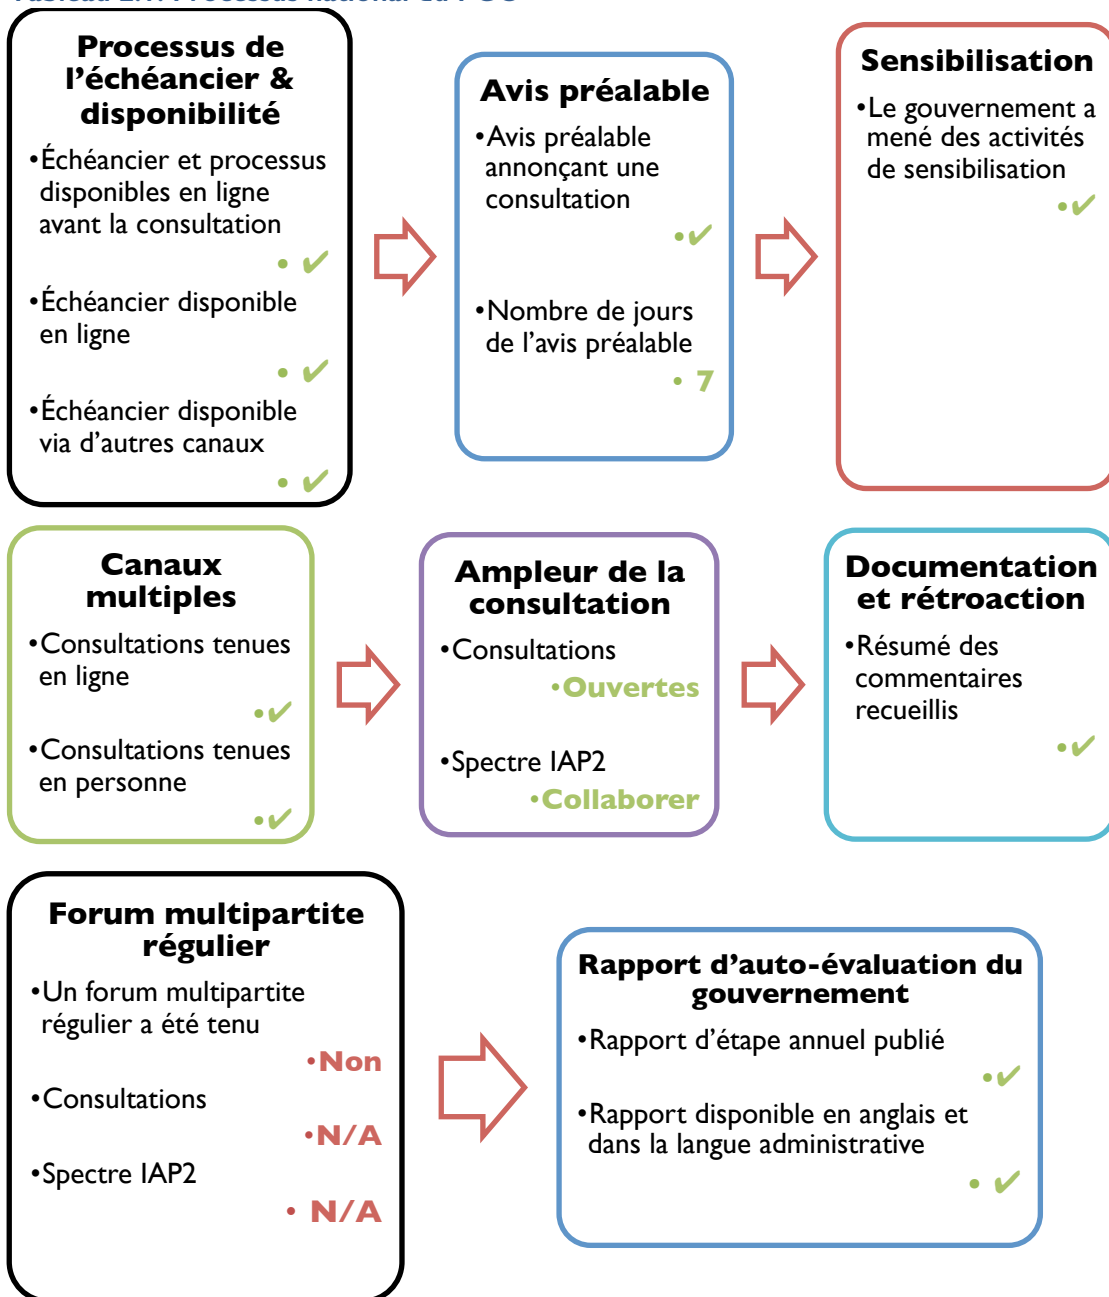 Processus de
l’échéancier &
disponibilité
•Échéancier et processus
disponibles en ligne
avant la consultation
• ✔
•Échéancier disponible
en ligne
• ✔
•Échéancier disponible
via d’autres canaux
• ✔
Avis préalable
•Avis préalable
annonçant une
consultation
•✔
•Nombre de jours
de l’avis préalable
• 7
Sensibilisation
•Le gouvernement a
mené des activités
de sensibilisation
•✔
Canaux
multiples
•Consultations tenues
en ligne
•✔
•Consultations tenues
en personne
•✔
Ampleur de la
consultation
•Consultations
•Ouvertes
•Spectre IAP2
•Collaborer
Documentation
et rétroaction
•Résumé des
commentaires
recueillis
•✔
Forum multipartite
régulier
•Un forum multipartite
régulier a été tenu
•Non
•Consultations
•N/A
•Spectre IAP2
• N/A
Rapport d’auto-évaluation du
gouvernement
•Rapport d’étape annuel publié
•✔
•Rapport disponible en anglais et
dans la langue administrative
• ✔